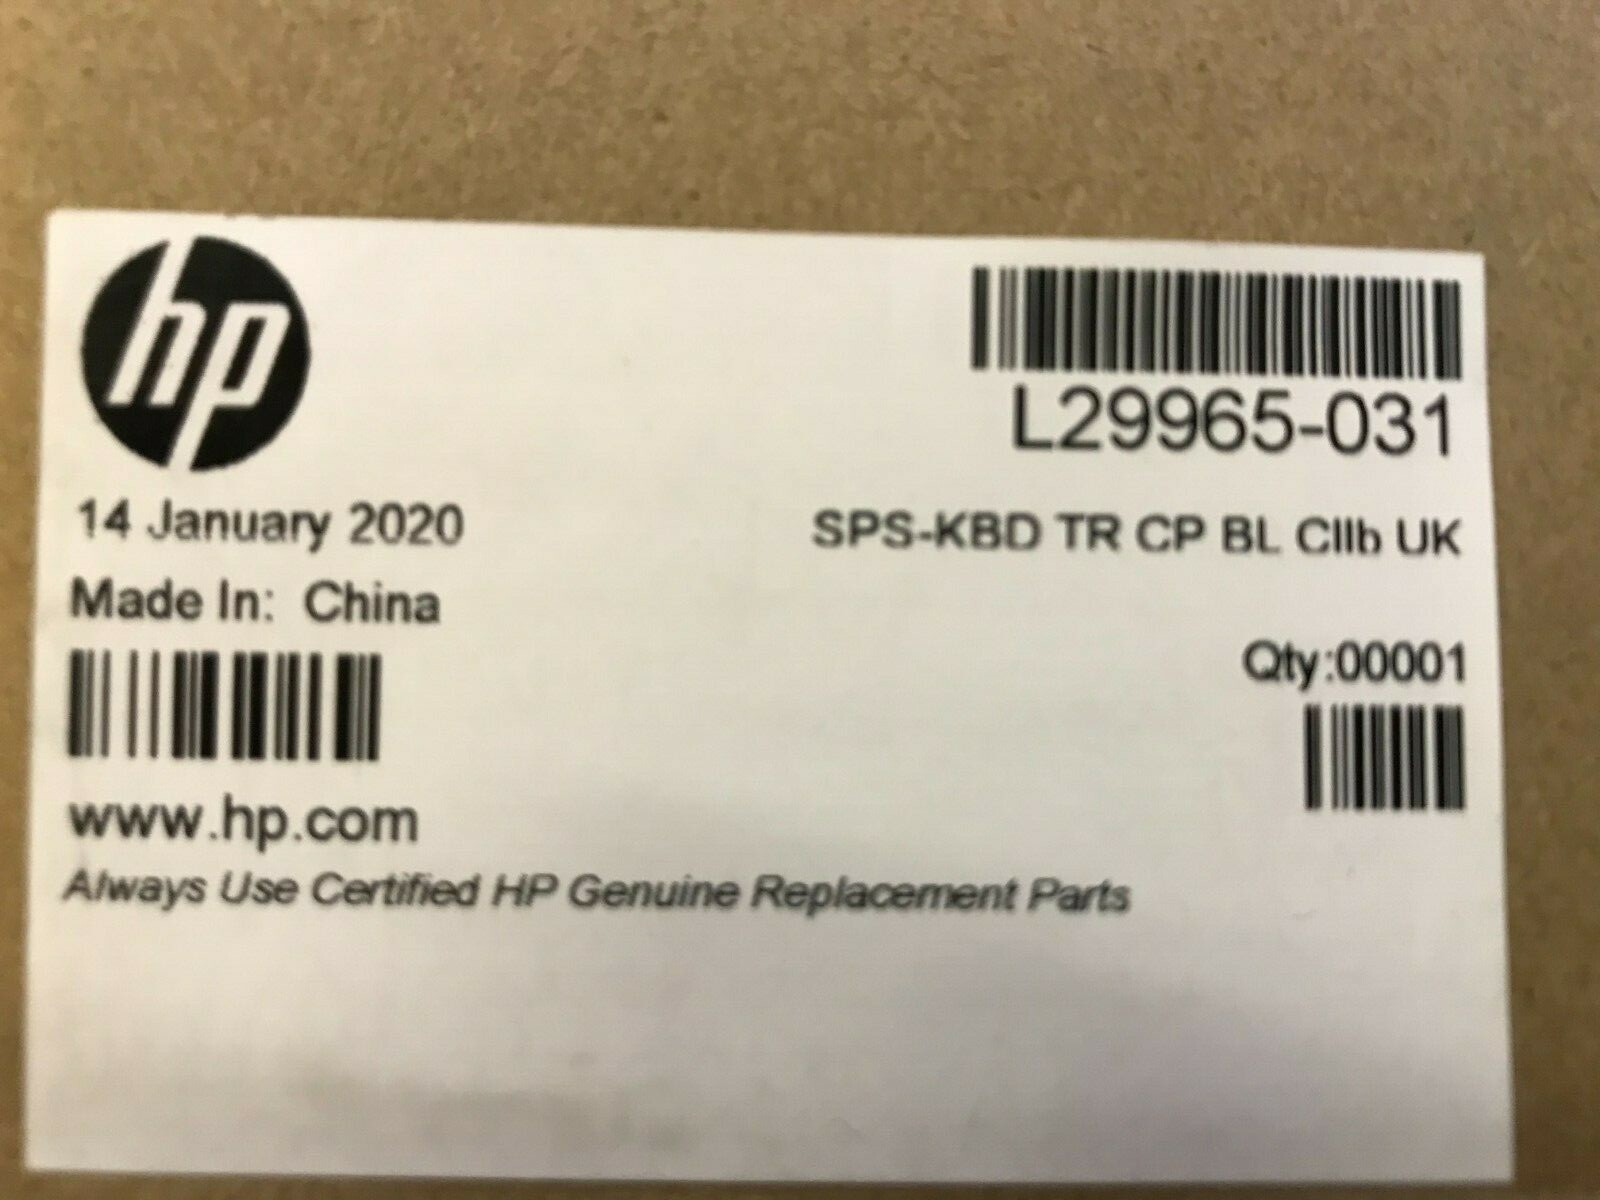 hp
L29965-031
14 January 2020
SPS-KBD TR CP BL CIIb UK
Made In: China
Qty:00001
www.hp.com
Always Use Certified HP Genuine Replacement Parts